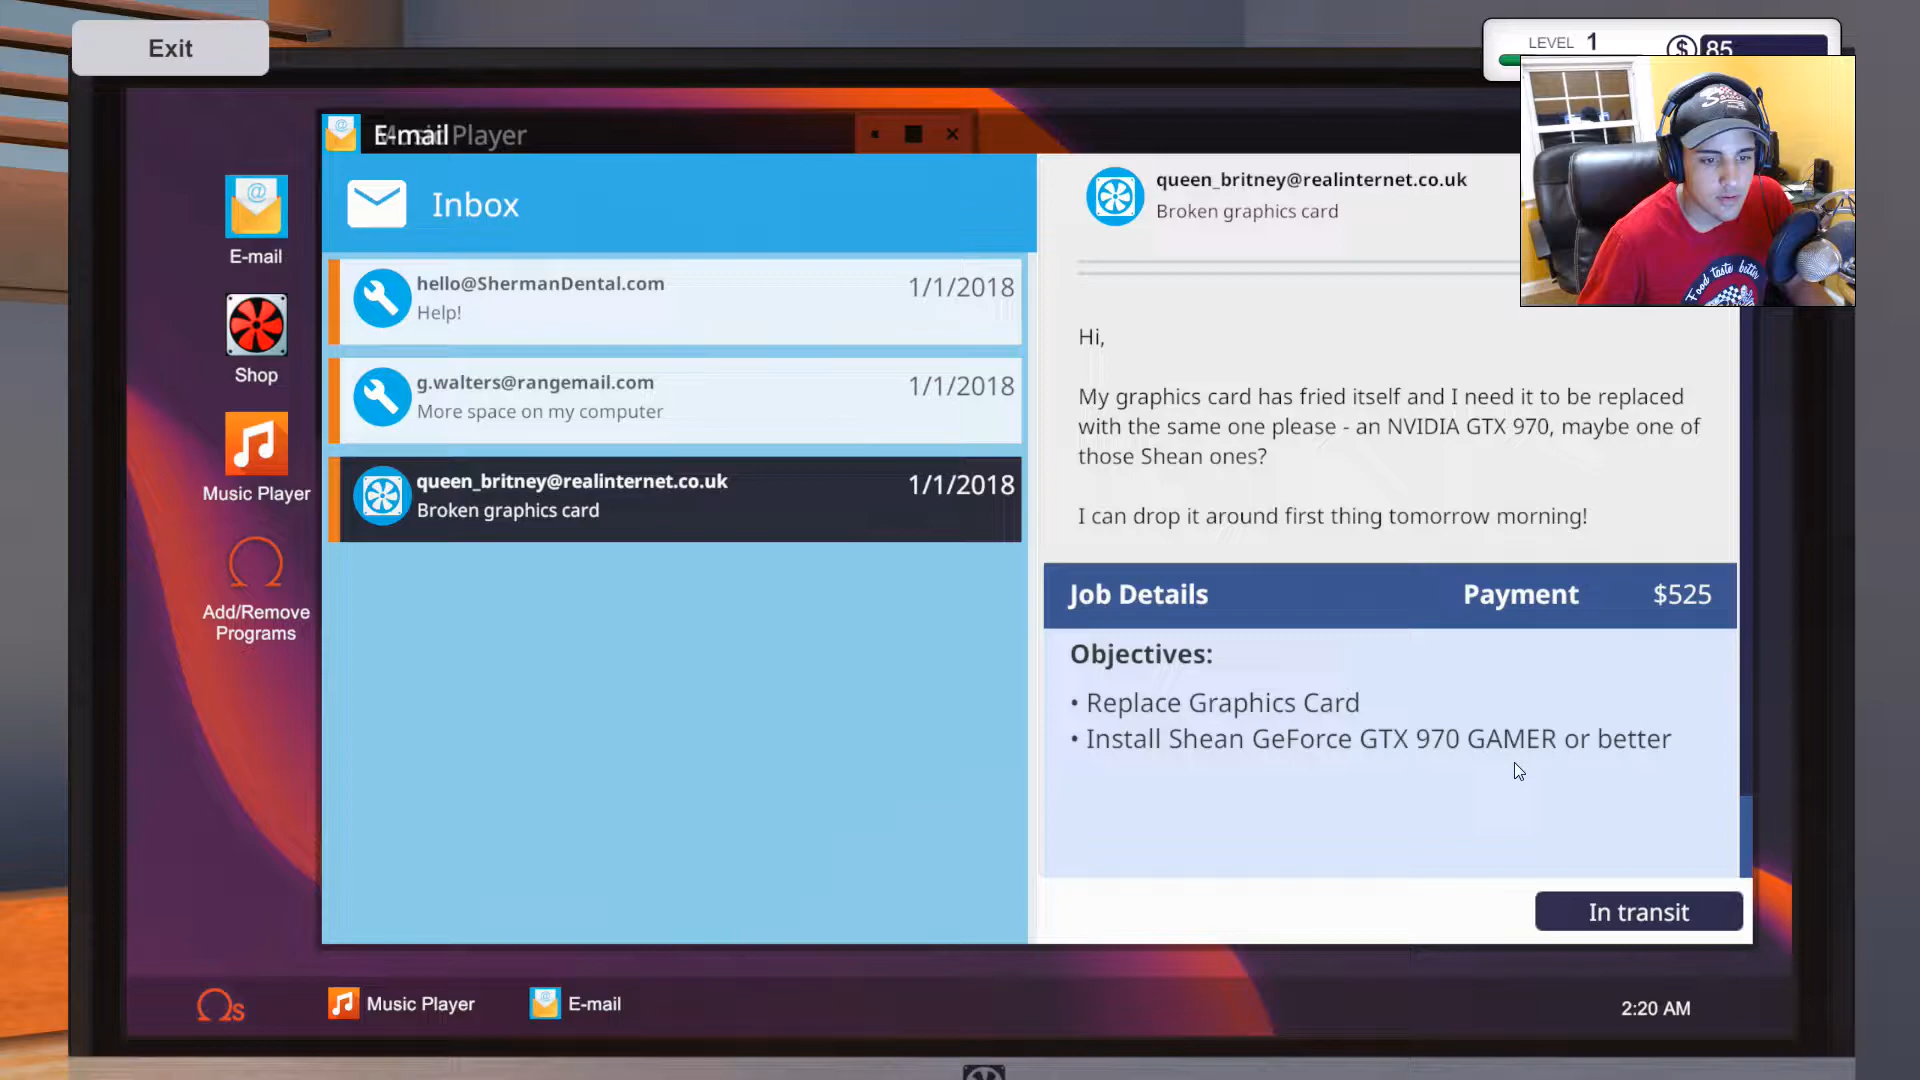 Exit
LEVEL 1
$ 85
E-mail Player
Inbox
hello@ShermanDental.com
1/1/2018
Help!
g.walters@rangemail.com
1/1/2018
More space on my computer
queen_britney@realinternet.co.uk
1/1/2018
Broken graphics card
queen_britney@realinternet.co.uk
Broken graphics card
Hi,
My graphics card has fried itself and I need it to be replaced
with the same one please - an NVIDIA GTX 970, maybe one of
those Shean ones?
I can drop it around first thing tomorrow morning!
Job Details Payment $525
Objectives:
• Replace Graphics Card
• Install Shean GeForce GTX 970 GAMER or better
In transit
E-mail
Shop
Music Player
Add/Remove
Programs
Ωs
Music Player
E-mail
2:20 AM
Food taste better